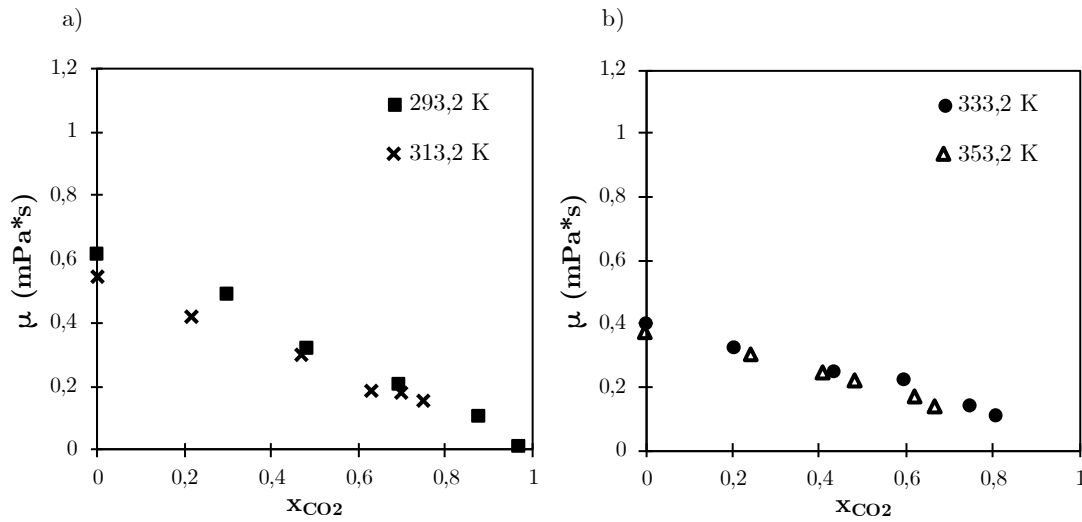 a)
1,2
1
0,8
0,6
0,4
0,2
0
0 0,2 0,4 0,6 0,8 1
μ (mPa*s)
xCO2
293,2 K
313,2 K
b)
1,2
1
0,8
0,6
0,4
0,2
0
0 0,2 0,4 0,6 0,8 1
μ (mPa*s)
xCO2
333,2 K
353,2 K